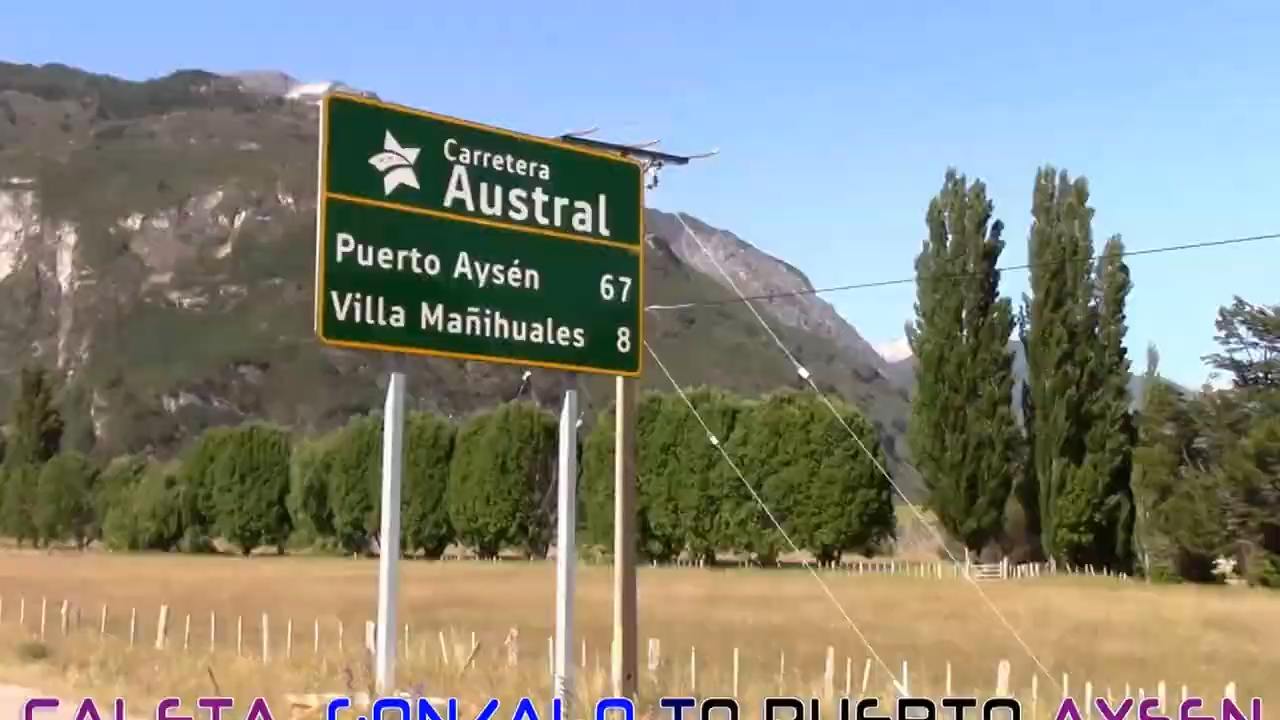 Carretera
Austral
Puerto Aysén 67
Villa Mañihuales 8
CALETA GONZALO TO PUERTO AYSEN